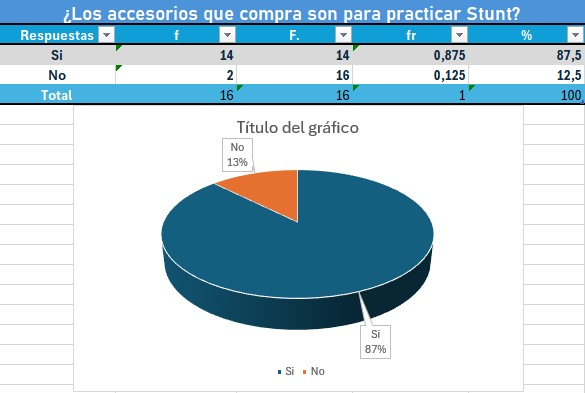 ¿Los accesorios que compra son para practicar Stunt?
Respuestas f F. fr %
Si 14 14 0,875 87,5
No 2 16 0,125 12,5
Total 16 16 1 100
Título del gráfico
No
13%
Si
87%
Si No